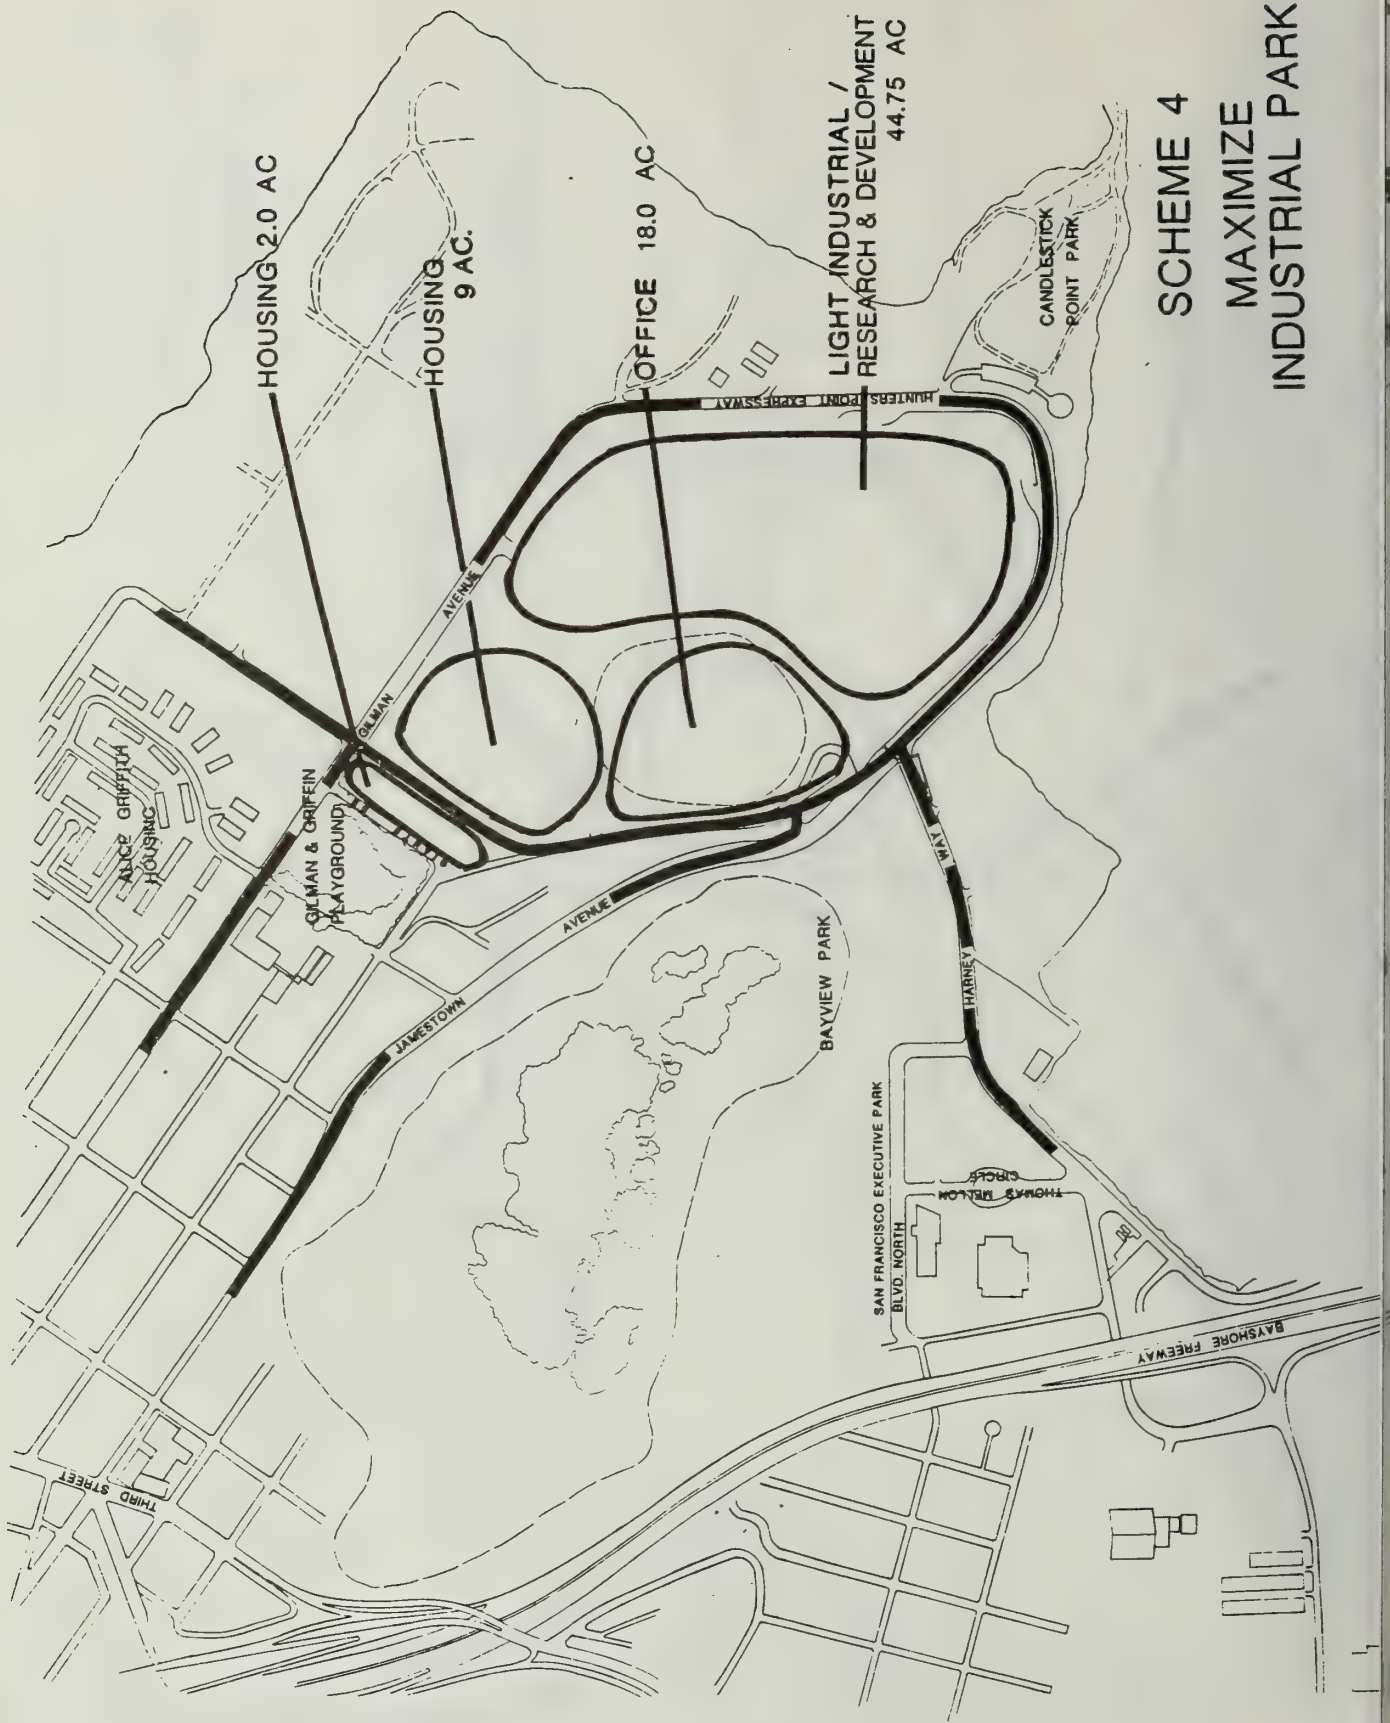 HOUSING 2.0 AC
HOUSING
9 AC.
OFFICE 18.0 AC
LIGHT INDUSTRIAL /
RESEARCH & DEVELOPMENT
44.75 AC
SCHEME 4
MAXIMIZE
INDUSTRIAL PARK
CANDLESTICK
POINT PARK
HUNTERS POINT EXPRESSWAY
GILMAN
AVENUE
ALICE GRIFFITH
HOUSING
GILMAN & GRIFFIN
PLAYGROUND
JAMESTOWN
AVENUE
BAYVIEW PARK
HARNEY
WAY
SAN FRANCISCO EXECUTIVE PARK
BLVD. NORTH
THOMAS MELLON
CIRCLE
BAYSHORE FREEWAY
THIRD STREET